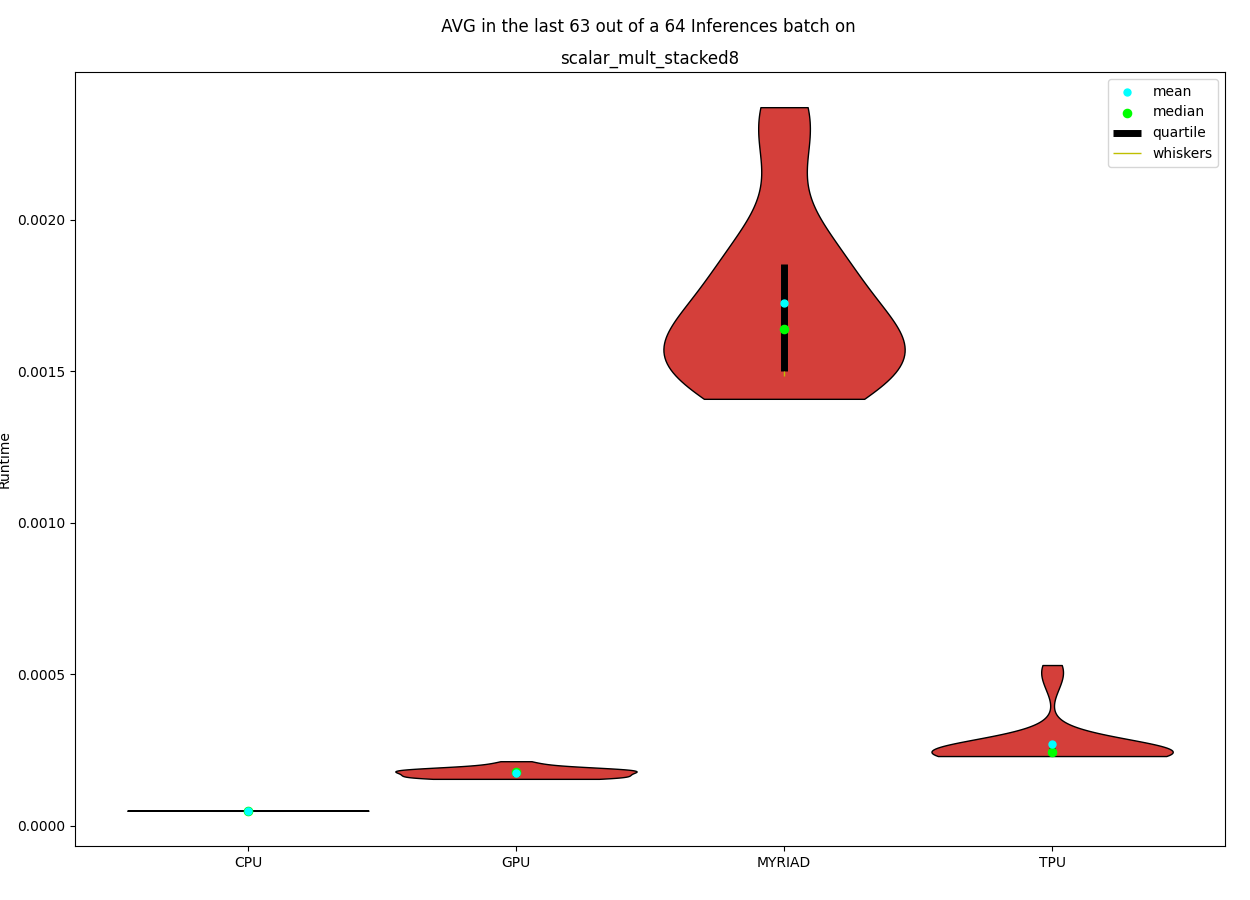 AVG in the last 63 out of a 64 Inferences batch on
scalar_mult_stacked8
mean
median
quartile
whiskers
0.0020
0.0015
0.0010
0.0005
0.0000
Runtime
CPU
GPU
MYRIAD
TPU